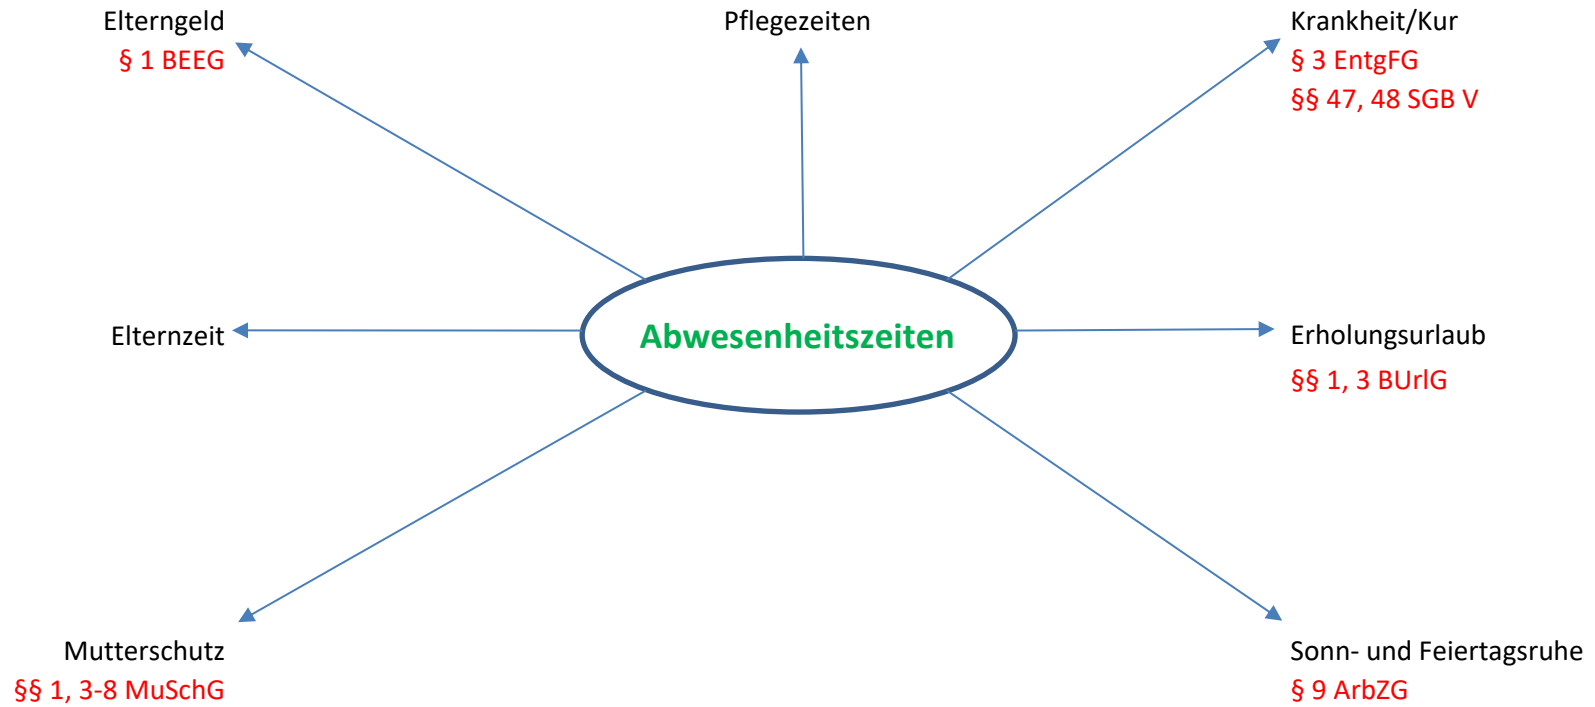 Elterngeld
§ 1 BEEG
Pflegezeiten
Krankheit/Kur
§ 3 EntgFG
§§ 47, 48 SGB V
Elternzeit
Abwesenheitszeiten
Erholungsurlaub
§§ 1, 3 BUrlG
Mutterschutz
§§ 1, 3-8 MuSchG
Sonn- und Feiertagsruhe
§ 9 ArbZG